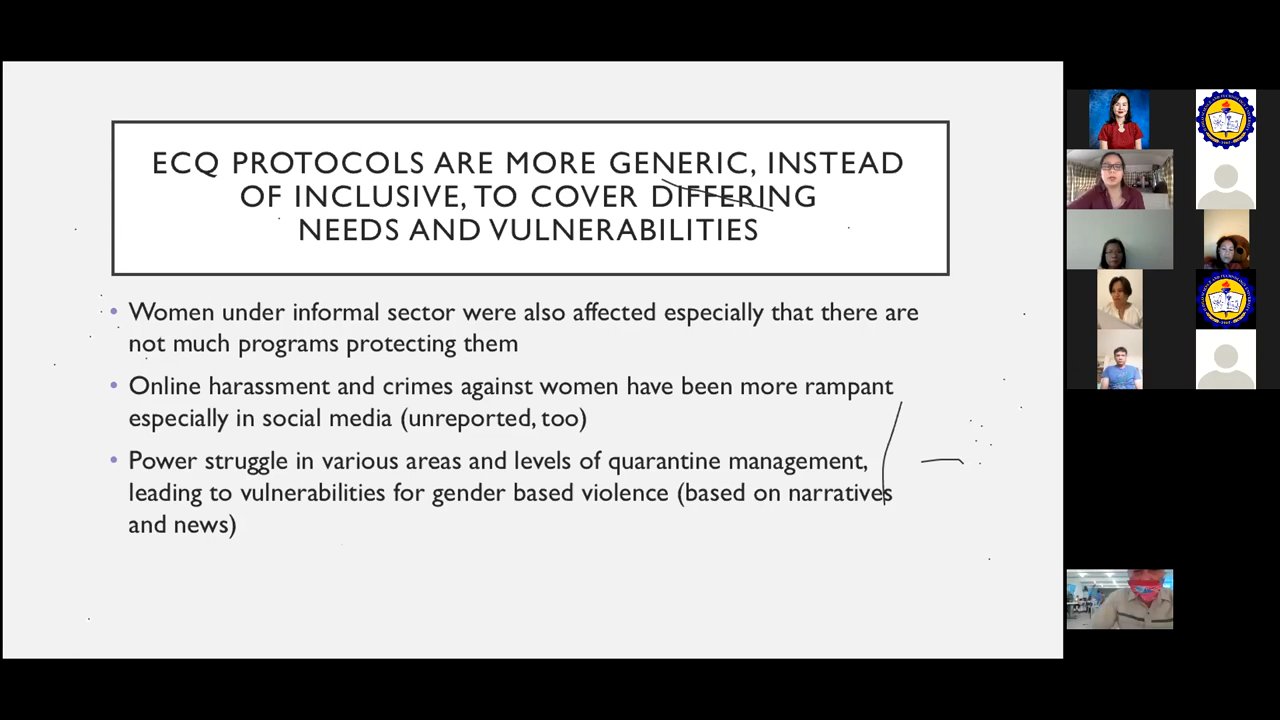 ECQ PROTOCOLS ARE MORE GENERIC, INSTEAD
OF INCLUSIVE, TO COVER DIFFERING
NEEDS AND VULNERABILITIES
• Women under informal sector were also affected especially that there are
not much programs protecting them
• Online harassment and crimes against women have been more rampant
especially in social media (unreported, too)
• Power struggle in various areas and levels of quarantine management,
leading to vulnerabilities for gender based violence (based on narratives
and news)